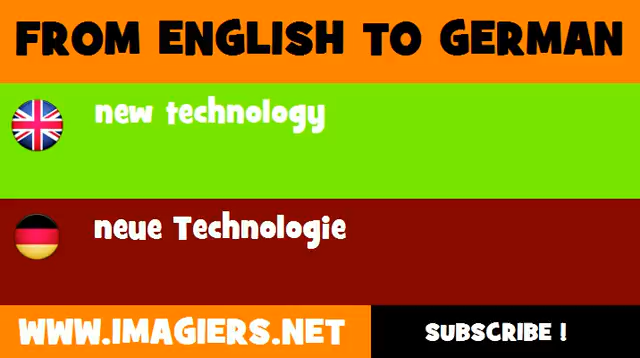 FROM ENGLISH TO GERMAN
new technology
neue Technologie
WWW.IMAGIERS.NET
SUBSCRIBE !